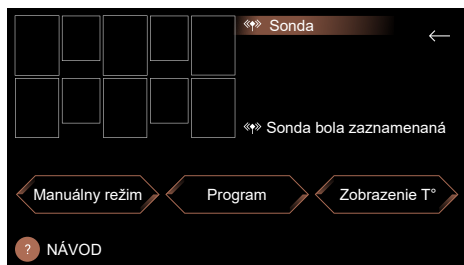 Sonda
Sonda bola zaznamenaná
Manuálny režim
Program
Zobrazenie T°
? NÁVOD